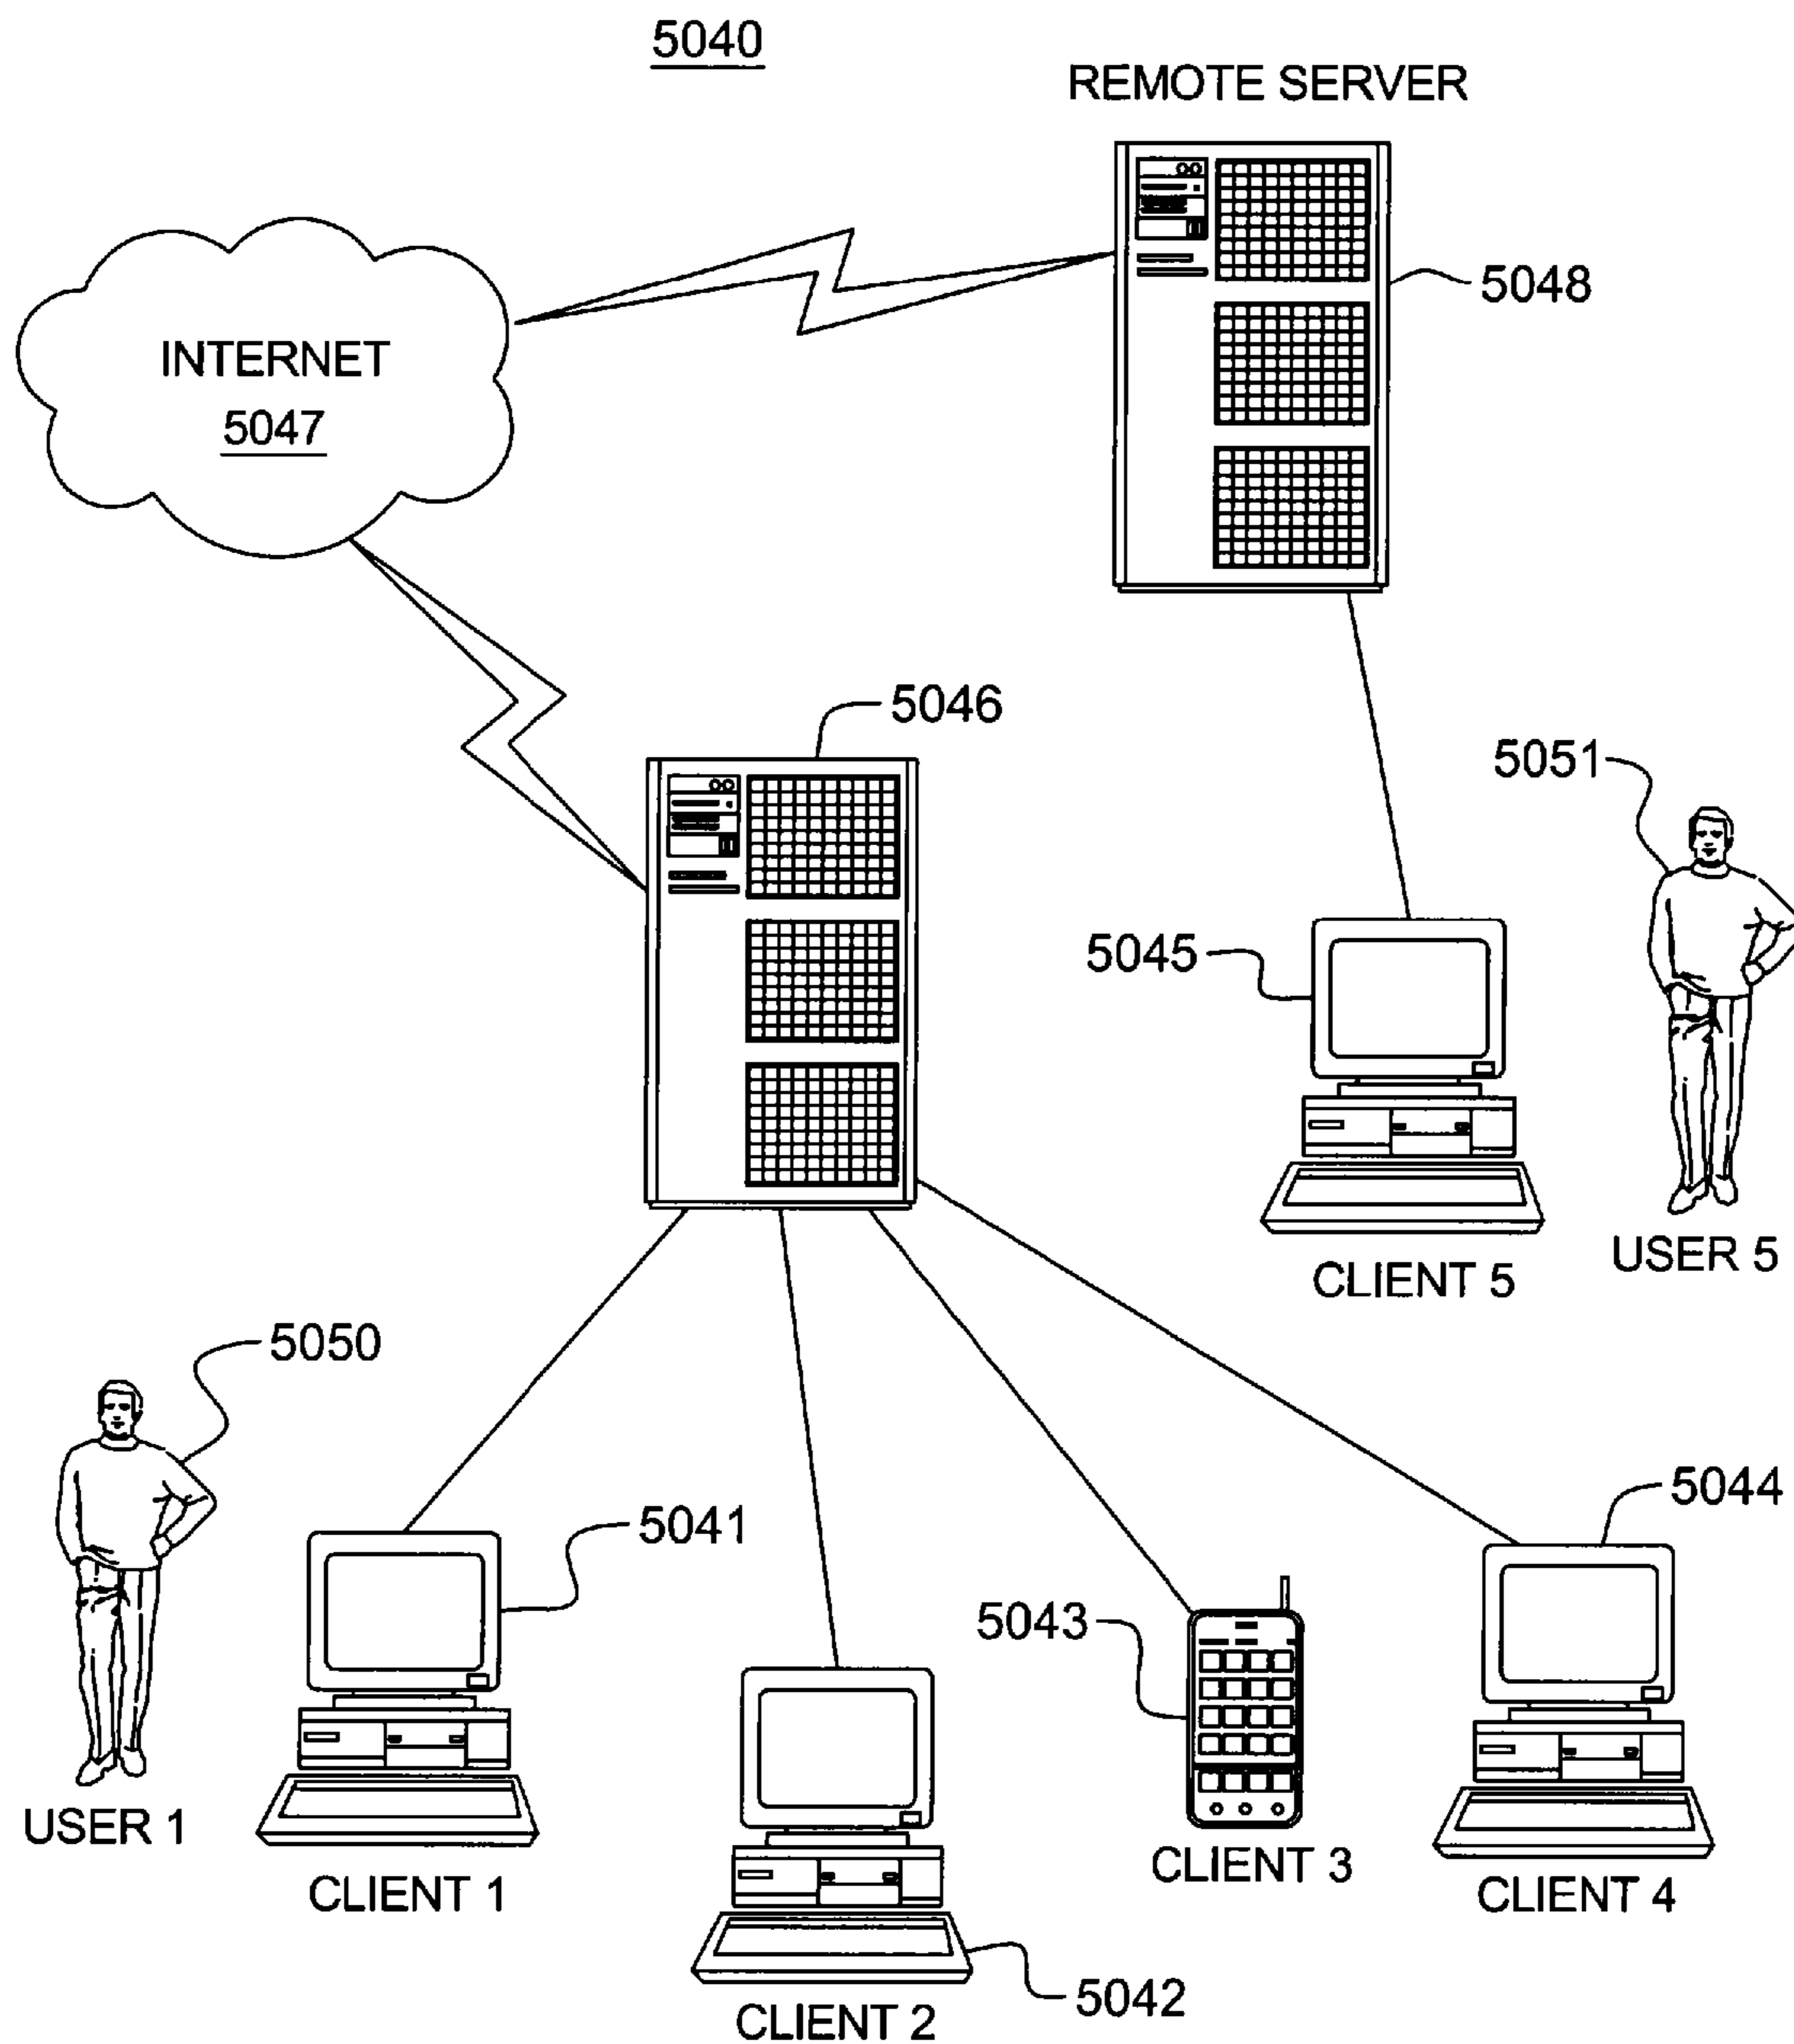 5040
REMOTE SERVER
5048
INTERNET
5047
5046
5051
5045
CLIENT 5
USER 5
5050
5041
5044
5043
USER 1
CLIENT 1
CLIENT 3
CLIENT 4
5042
CLIENT 2